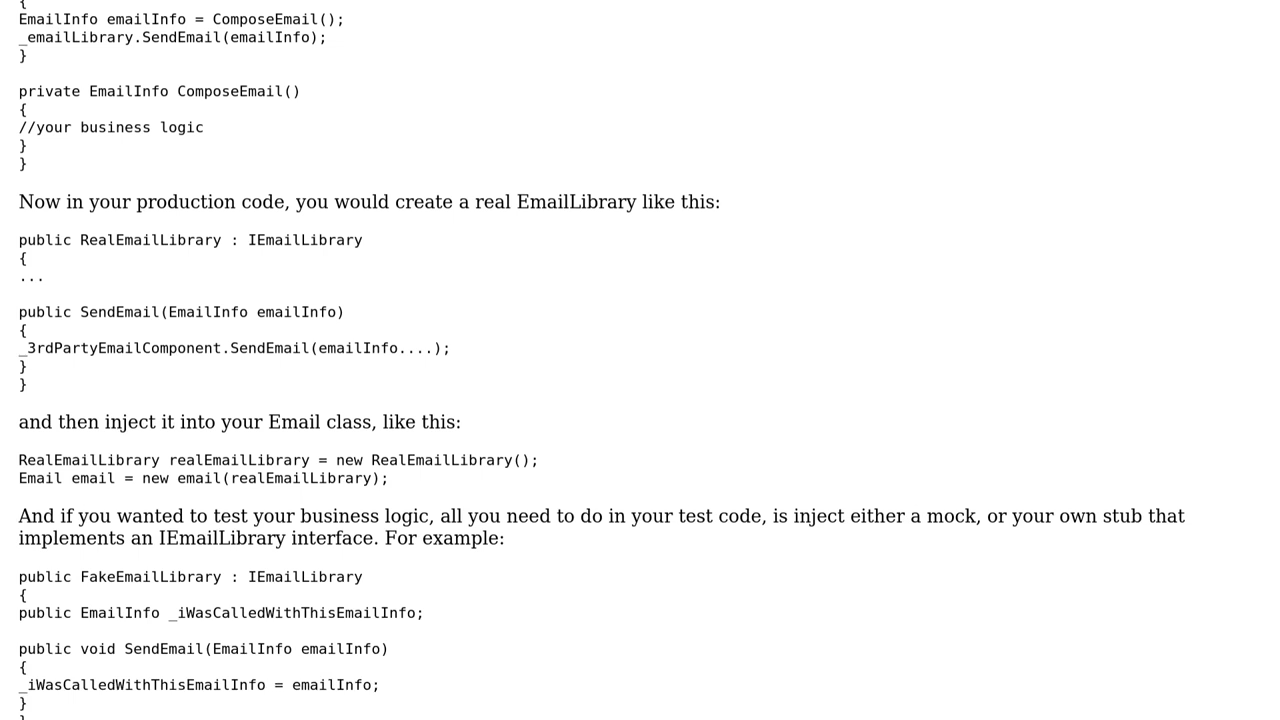 {
EmailInfo emailInfo = ComposeEmail();
_emailLibrary.SendEmail(emailInfo);
}
private EmailInfo ComposeEmail()
{
//your business logic
}
}
Now in your production code, you would create a real EmailLibrary like this:
public RealEmailLibrary : IEmailLibrary
{
...
public SendEmail(EmailInfo emailInfo)
{
_3rdPartyEmailComponent.SendEmail(emailInfo....);
}
}
and then inject it into your Email class, like this:
RealEmailLibrary realEmailLibrary = new RealEmailLibrary();
Email email = new email(realEmailLibrary);
And if you wanted to test your business logic, all you need to do in your test code, is inject either a mock, or your own stub that
implements an IEmailLibrary interface. For example:
public FakeEmailLibrary : IEmailLibrary
{
public EmailInfo _iWasCalledWithThisEmailInfo;
public void SendEmail(EmailInfo emailInfo)
{
_iWasCalledWithThisEmailInfo = emailInfo;
}
}